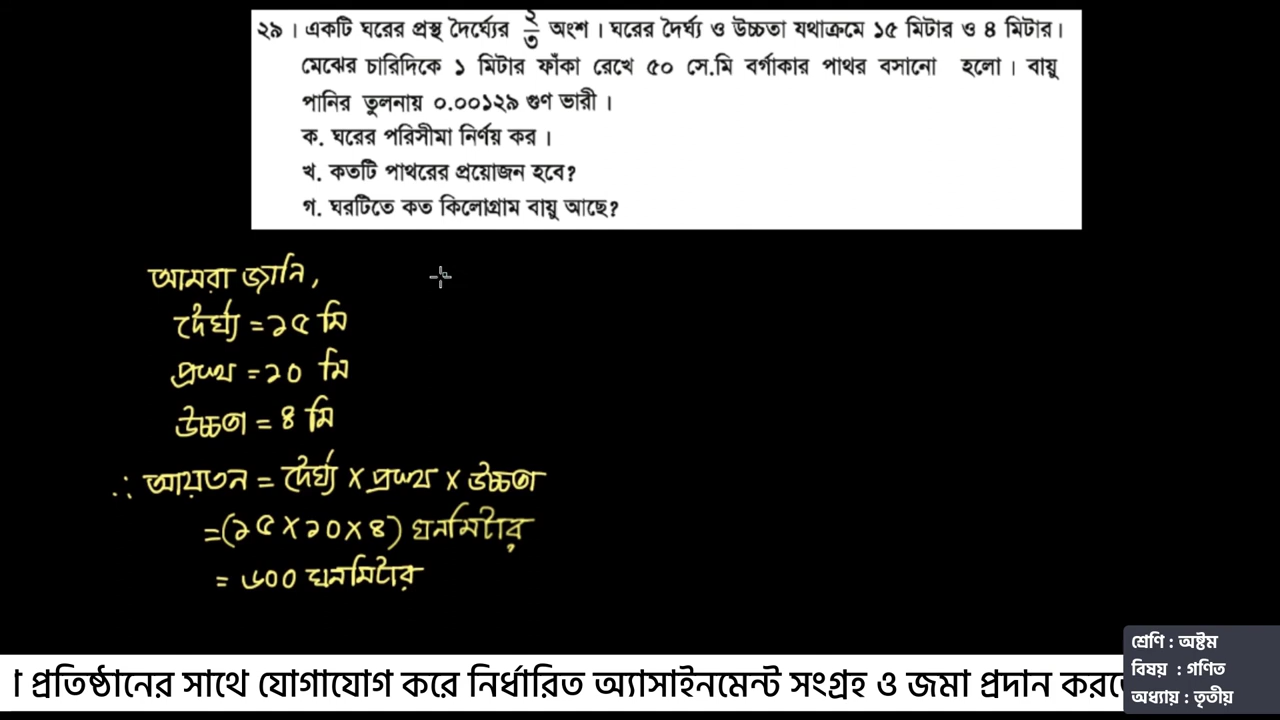 ২৯। একটি ঘরের প্রস্থ দৈর্ঘ্যের ২/৩ অংশ। ঘরের দৈর্ঘ্য ও উচ্চতা যথাক্রমে ১৫ মিটার ও ৪ মিটার।
মেঝের চারিদিকে ১ মিটার ফাঁকা রেখে ৫০ সে.মি বর্গাকার পাথর বসানো হলো। বায়ু
পানির তুলনায় ০.০০১২৯ গুণ ভারী।
ক. ঘরের পরিসীমা নির্ণয় কর।
খ. কতটি পাথরের প্রয়োজন হবে?
গ. ঘরটিতে কত কিলোগ্রাম বায়ু আছে?
আমরা জানি,
দৈর্ঘ্য = ১৫ মি
প্রস্থ = ১০ মি
উচ্চতা = ৪ মি
∴ আয়তন = দৈর্ঘ্য × প্রস্থ × উচ্চতা
= (১৫ × ১০ × ৪) ঘনমিটার
= ৬০০ ঘনমিটার
শ্রেণি : অষ্টম
বিষয় : গণিত
অধ্যায় : তৃতীয়
প্রতিষ্ঠানের সাথে যোগাযোগ করে নির্ধারিত অ্যাসাইনমেন্ট সংগ্রহ ও জমা প্রদান